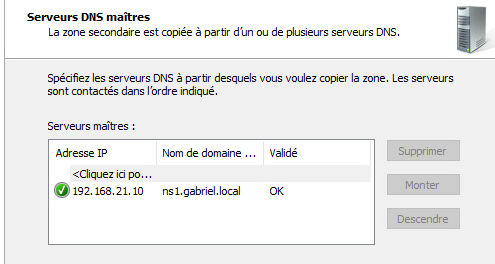 Serveurs DNS maîtres
La zone secondaire est copiée à partir d'un ou de plusieurs serveurs DNS.
Spécifiez les serveurs DNS à partir desquels vous voulez copier la zone. Les serveurs
sont contactés dans l'ordre indiqué.
Serveurs maîtres :
Adresse IP Nom de domaine ... Validé
<Cliquez ici po...
192.168.21.10 ns1.gabriel.local OK
Supprimer
Monter
Descendre